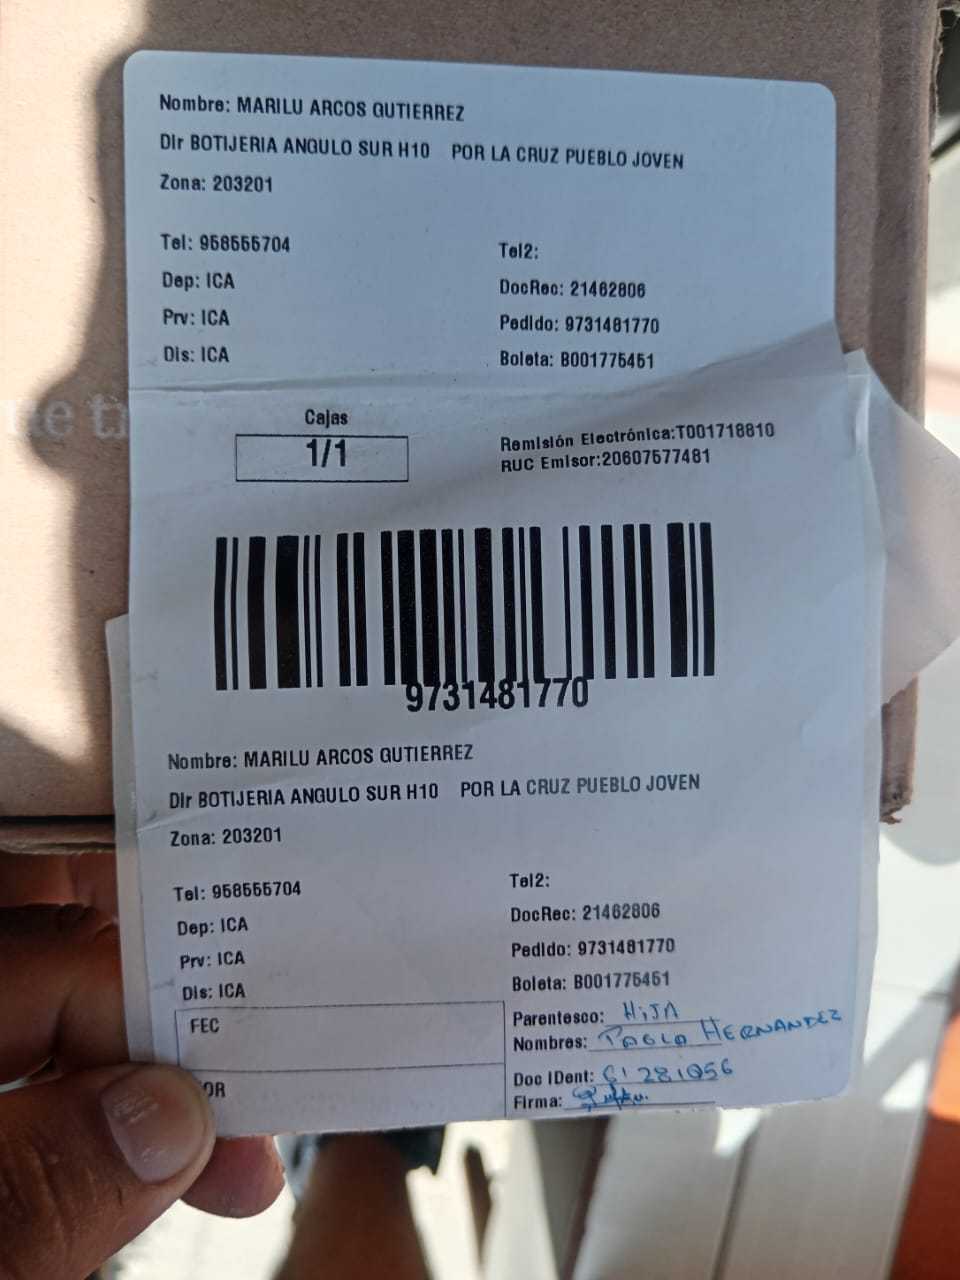 Nombre: MARILU ARCOS GUTIERREZ
Dir BOTIJERIA ANGULO SUR H10 POR LA CRUZ PUEBLO JOVEN
Zona: 203201
Tel: 958555704
Tel2:
Dep: ICA
DocRec: 21462806
Prv: ICA
Pedido: 9731481770
Dis: ICA
Boleta: B001775451
Cajas
1/1
Remisión Electrónica:T001718810
RUC Emisor:20607577481
9731481770
Nombre: MARILU ARCOS GUTIERREZ
Dir BOTIJERIA ANGULO SUR H10 POR LA CRUZ PUEBLO JOVEN
Zona: 203201
Tel: 958555704
Tel2:
Dep: ICA
DocRec: 21462806
Prv: ICA
Pedido: 9731481770
Dis: ICA
Boleta: B001775451
FEC
Parentesco: HiJA
Nombres: HERNANDEZ
OR
Doc IDent: 61281056
Firma: